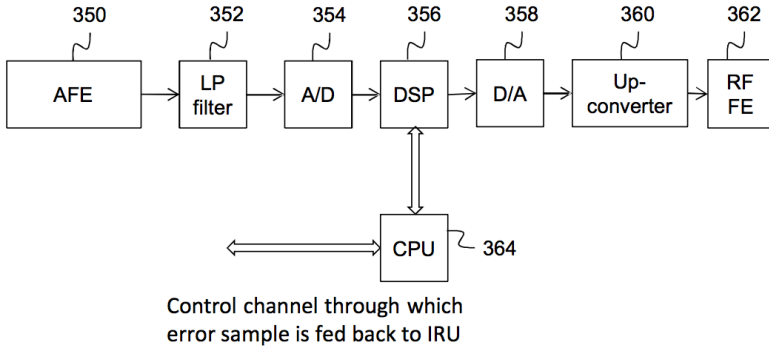 350 352 354 356 358 360 362
AFE
LP
filter
A/D
DSP
D/A
Up-
converter
RF
FE
CPU
364
Control channel through which
error sample is fed back to IRU